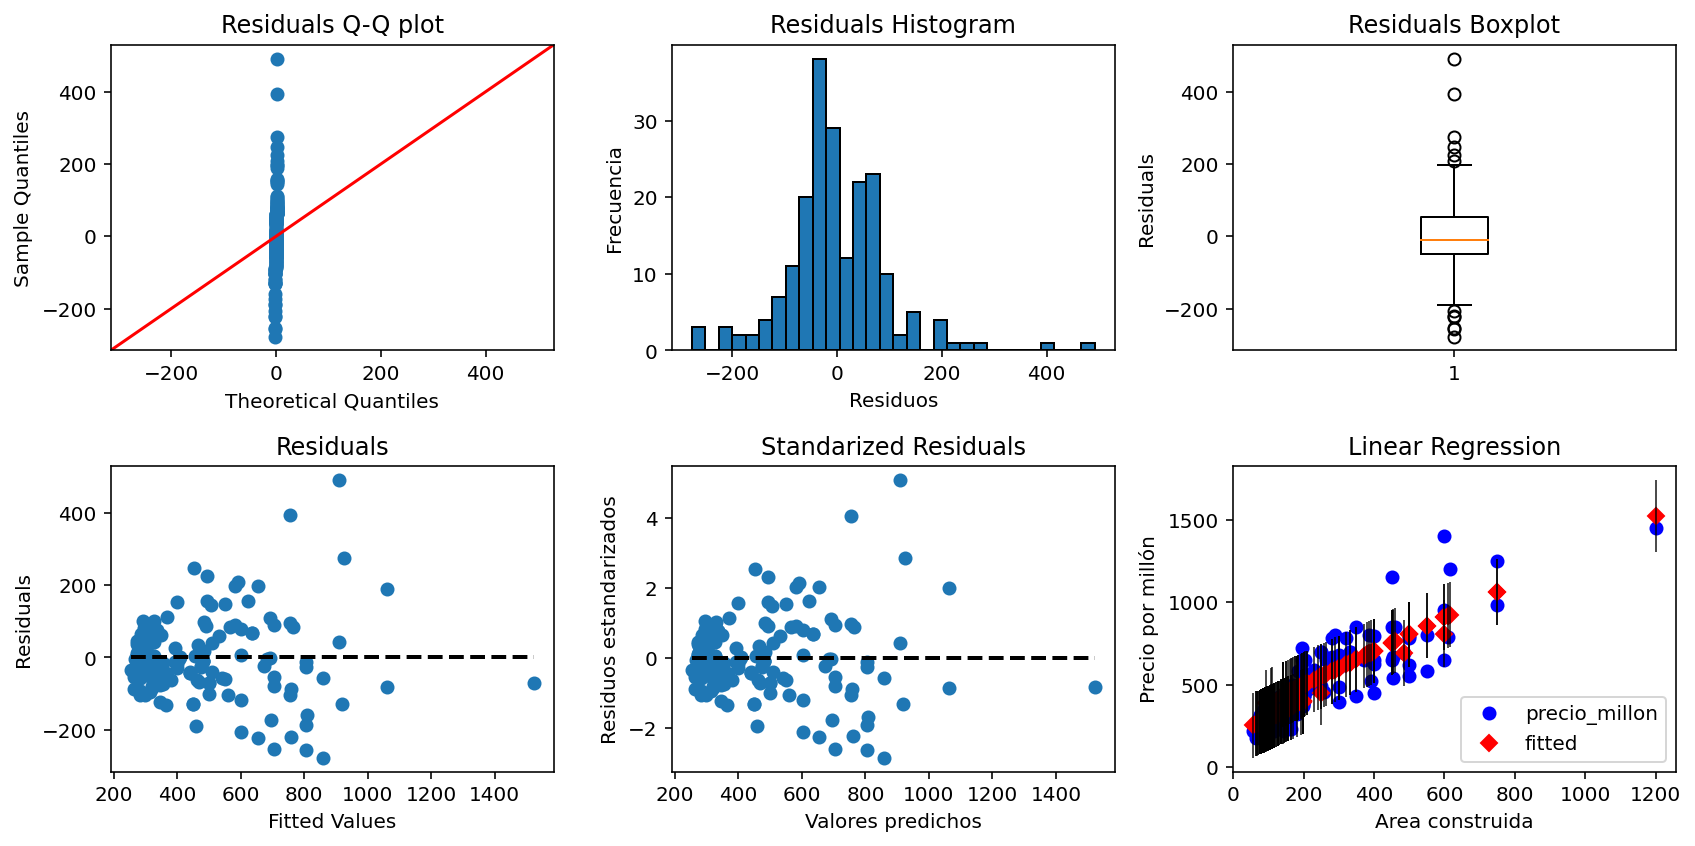 Residuals Q-Q plot
Sample Quantiles
400
200
0
−200
−200
0
200
400
Theoretical Quantiles
Residuals Histogram
Frecuencia
30
20
10
0
−200
0
200
400
Residuos
Residuals Boxplot
Residuals
400
200
0
−200
1
Residuals
Residuals
400
200
0
−200
200
400
600
800
1000
1200
1400
Fitted Values
Standarized Residuals
Residuos estandarizados
4
2
0
−2
200
400
600
800
1000
1200
1400
Valores predichos
Linear Regression
Precio por millón
1500
1000
500
0
0
200
400
600
800
1000
1200
Area construida
precio_millon
fitted